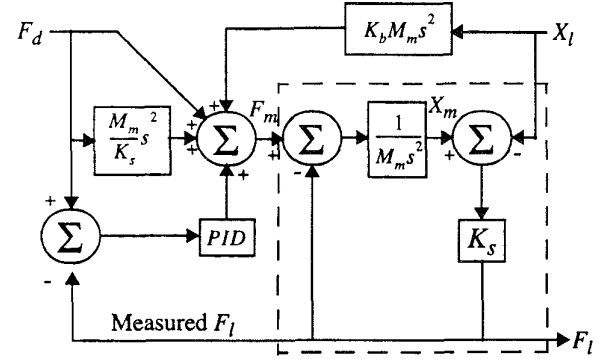 K_b M_m s^2
F_d
X_l
+
+
F_m
X_m
M_m/K_s s^2
+
Σ
+
Σ
1/(M_m s^2)
Σ
+
-
+
-
+
Σ
PID
K_s
-
Measured F_l
F_l